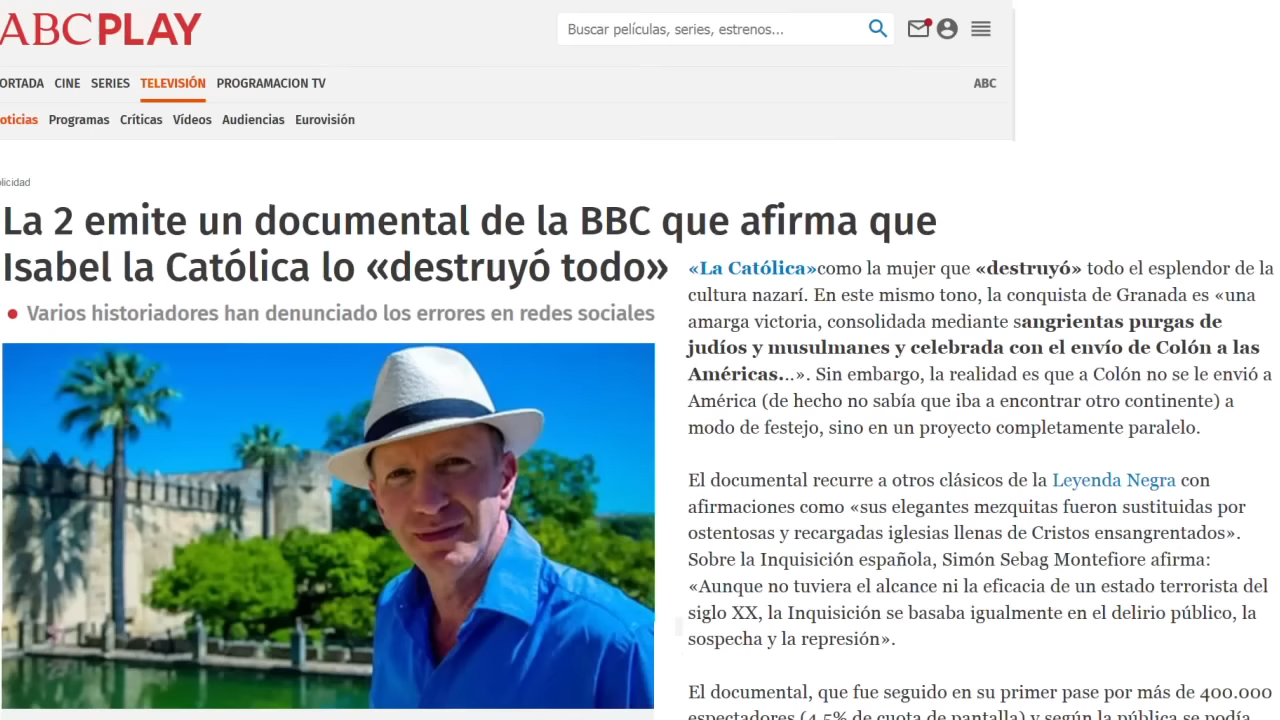 ABCPLAY
Buscar películas, series, estrenos...
ORTADA CINE SERIES TELEVISIÓN PROGRAMACION TV
ABC
oticias Programas Críticas Vídeos Audiencias Eurovisión
licidad
La 2 emite un documental de la BBC que afirma que
Isabel la Católica lo «destruyó todo»
• Varios historiadores han denunciado los errores en redes sociales
«La Católica»como la mujer que «destruyó» todo el esplendor de la
cultura nazarí. En este mismo tono, la conquista de Granada es «una
amarga victoria, consolidada mediante sangrientas purgas de
judíos y musulmanes y celebrada con el envío de Colón a las
Américas...». Sin embargo, la realidad es que a Colón no se le envió a
América (de hecho no sabía que iba a encontrar otro continente) a
modo de festejo, sino en un proyecto completamente paralelo.
El documental recurre a otros clásicos de la Leyenda Negra con
afirmaciones como «sus elegantes mezquitas fueron sustituidas por
ostentosas y recargadas iglesias llenas de Cristos ensangrentados».
Sobre la Inquisición española, Simón Sebag Montefiore afirma:
«Aunque no tuviera el alcance ni la eficacia de un estado terrorista del
siglo XX, la Inquisición se basaba igualmente en el delirio público, la
sospecha y la represión».
El documental, que fue seguido en su primer pase por más de 400.000
espectadores (4,5% de cuota de pantalla) y según la pública se podía